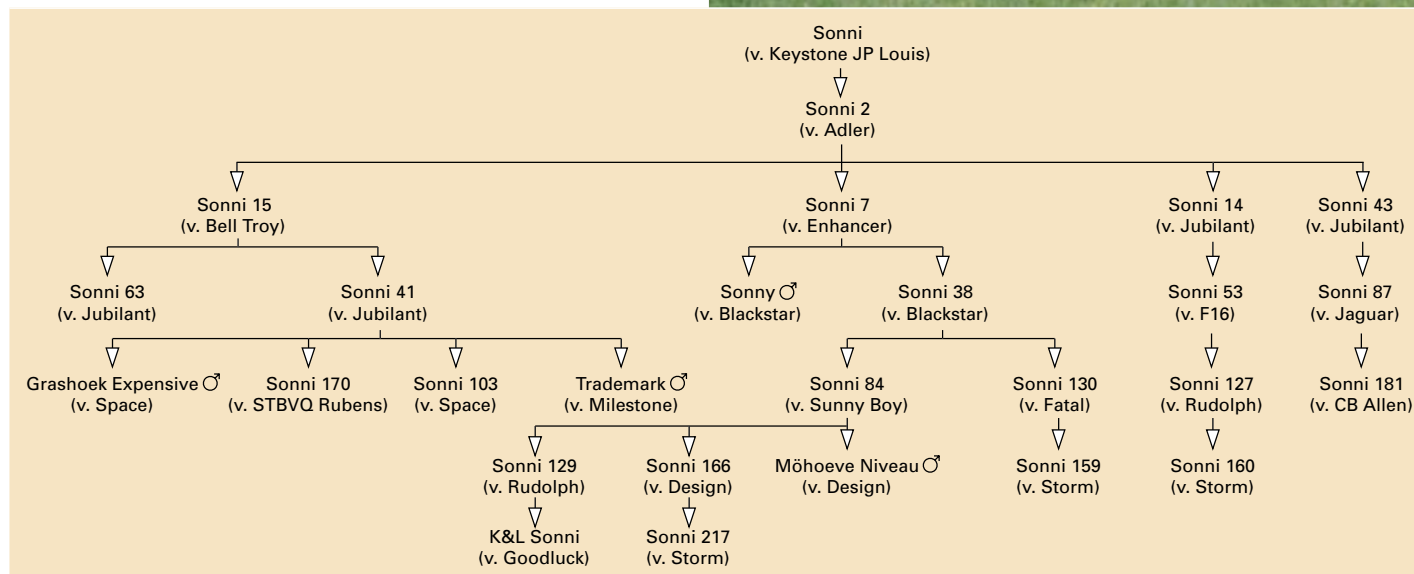 Sonni
(v. Keystone JP Louis)
Sonni 2
(v. Adler)
Sonni 15
(v. Bell Troy)
Sonni 7
(v. Enhancer)
Sonni 14
(v. Jubilant)
Sonni 43
(v. Jubilant)
Sonni 63
(v. Jubilant)
Sonni 41
(v. Jubilant)
Sonny ♂
(v. Blackstar)
Sonni 38
(v. Blackstar)
Sonni 53
(v. F16)
Sonni 87
(v. Jaguar)
Grashoek Expensive ♂
(v. Space)
Sonni 170
(v. STBVQ Rubens)
Sonni 103
(v. Space)
Trademark ♂
(v. Milestone)
Sonni 84
(v. Sunny Boy)
Sonni 130
(v. Fatal)
Sonni 127
(v. Rudolph)
Sonni 181
(v. CB Allen)
Sonni 129
(v. Rudolph)
Sonni 166
(v. Design)
Möhoeve Niveau ♂
(v. Design)
Sonni 159
(v. Storm)
Sonni 160
(v. Storm)
K&L Sonni
(v. Goodluck)
Sonni 217
(v. Storm)